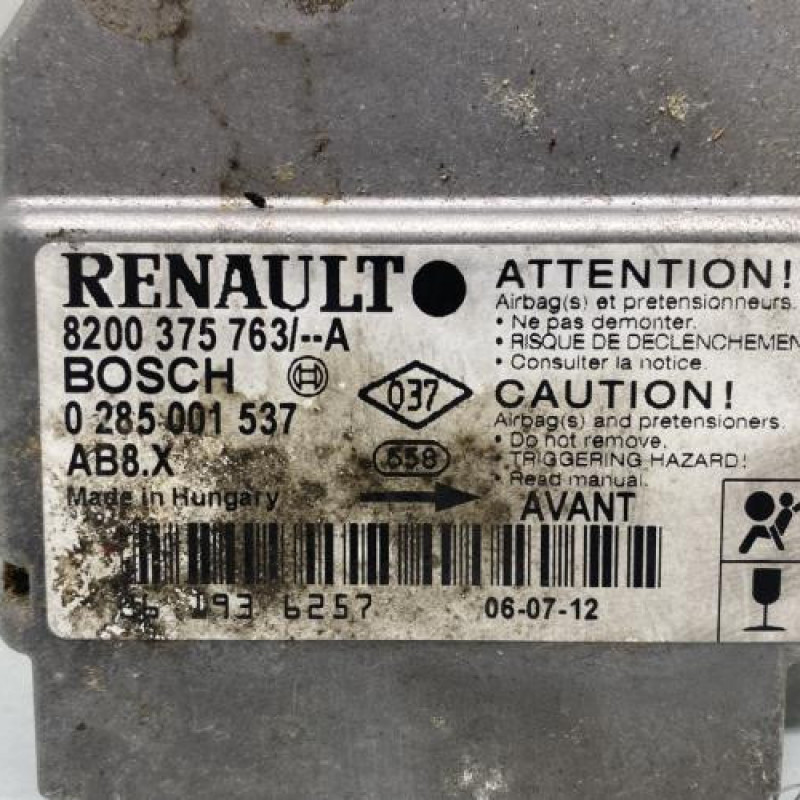 RENAULT
8200 375 763/--A
BOSCH
0 285 001 537
AB8.X
Made in Hungary
037
558
ATTENTION!
Airbag(s) et pretensionneurs.
• Ne pas demonter.
• RISQUE DE DECLENCHEMEN
• Consulter la notice.
CAUTION!
Airbag(s) and pretensioners.
• Do not remove.
• TRIGGERING HAZARD!
• Read manual.
AVANT
6257
06-07-12